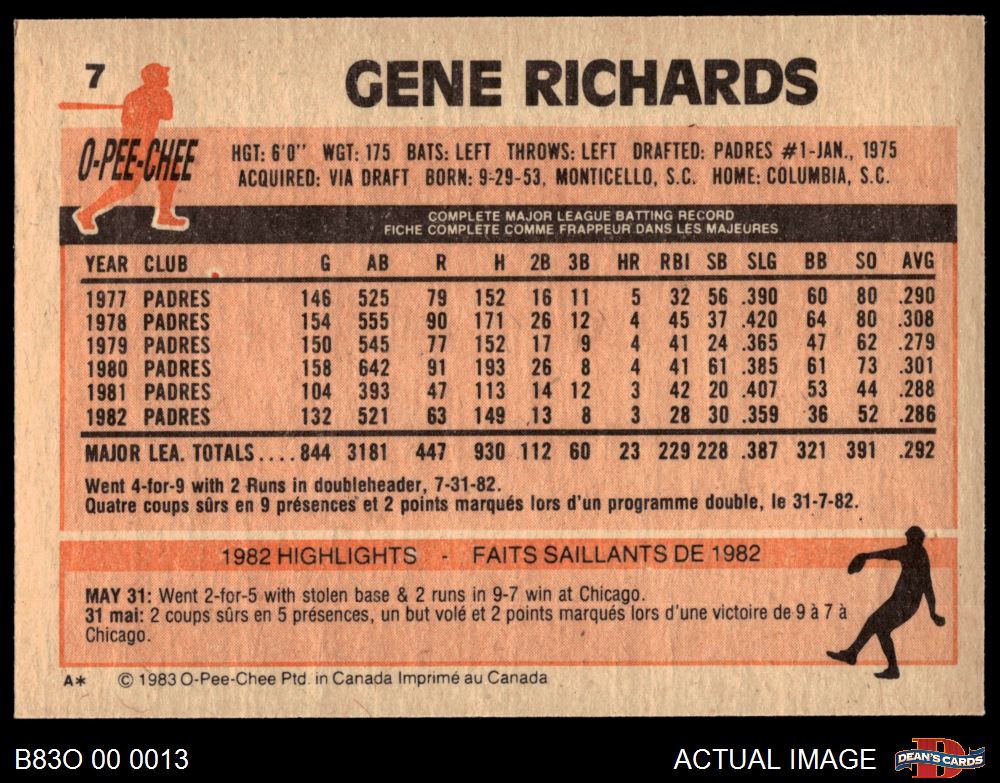 7
GENE RICHARDS
O-PEE-CHEE
HGT: 6'0" WGT: 175 BATS: LEFT THROWS: LEFT DRAFTED: PADRES #1-JAN., 1975
ACQUIRED: VIA DRAFT BORN: 9-29-53, MONTICELLO, S.C. HOME: COLUMBIA, S.C.
COMPLETE MAJOR LEAGUE BATTING RECORD
FICHE COMPLÈTE COMME FRAPPEUR DANS LES MAJEURES
YEAR CLUB G AB R H 2B 3B HR RBI SB SLG BB SO AVG
1977 PADRES 146 525 79 152 16 11 5 32 56 .390 60 80 .290
1978 PADRES 154 555 90 171 26 12 4 45 37 .420 64 80 .308
1979 PADRES 150 545 77 152 17 9 4 41 24 .365 47 62 .279
1980 PADRES 158 642 91 193 26 8 4 41 61 .385 61 73 .301
1981 PADRES 104 393 47 113 14 12 3 42 20 .407 53 44 .288
1982 PADRES 132 521 63 149 13 8 3 28 30 .359 36 52 .286
MAJOR LEA. TOTALS.... 844 3181 447 930 112 60 23 229 228 .387 321 391 .292
Went 4-for-9 with 2 Runs in doubleheader, 7-31-82.
Quatre coups sûrs en 9 présences et 2 points marqués lors d'un programme double, le 31-7-82.
1982 HIGHLIGHTS - FAITS SAILLANTS DE 1982
MAY 31: Went 2-for-5 with stolen base & 2 runs in 9-7 win at Chicago.
31 mai: 2 coups sûrs en 5 présences, un but volé et 2 points marqués lors d'une victoire de 9 à 7 à
Chicago.
A* © 1983 O-Pee-Chee Ptd. in Canada Imprimé au Canada
B83O 00 0013
ACTUAL IMAGE
D
DEAN'S CARDS